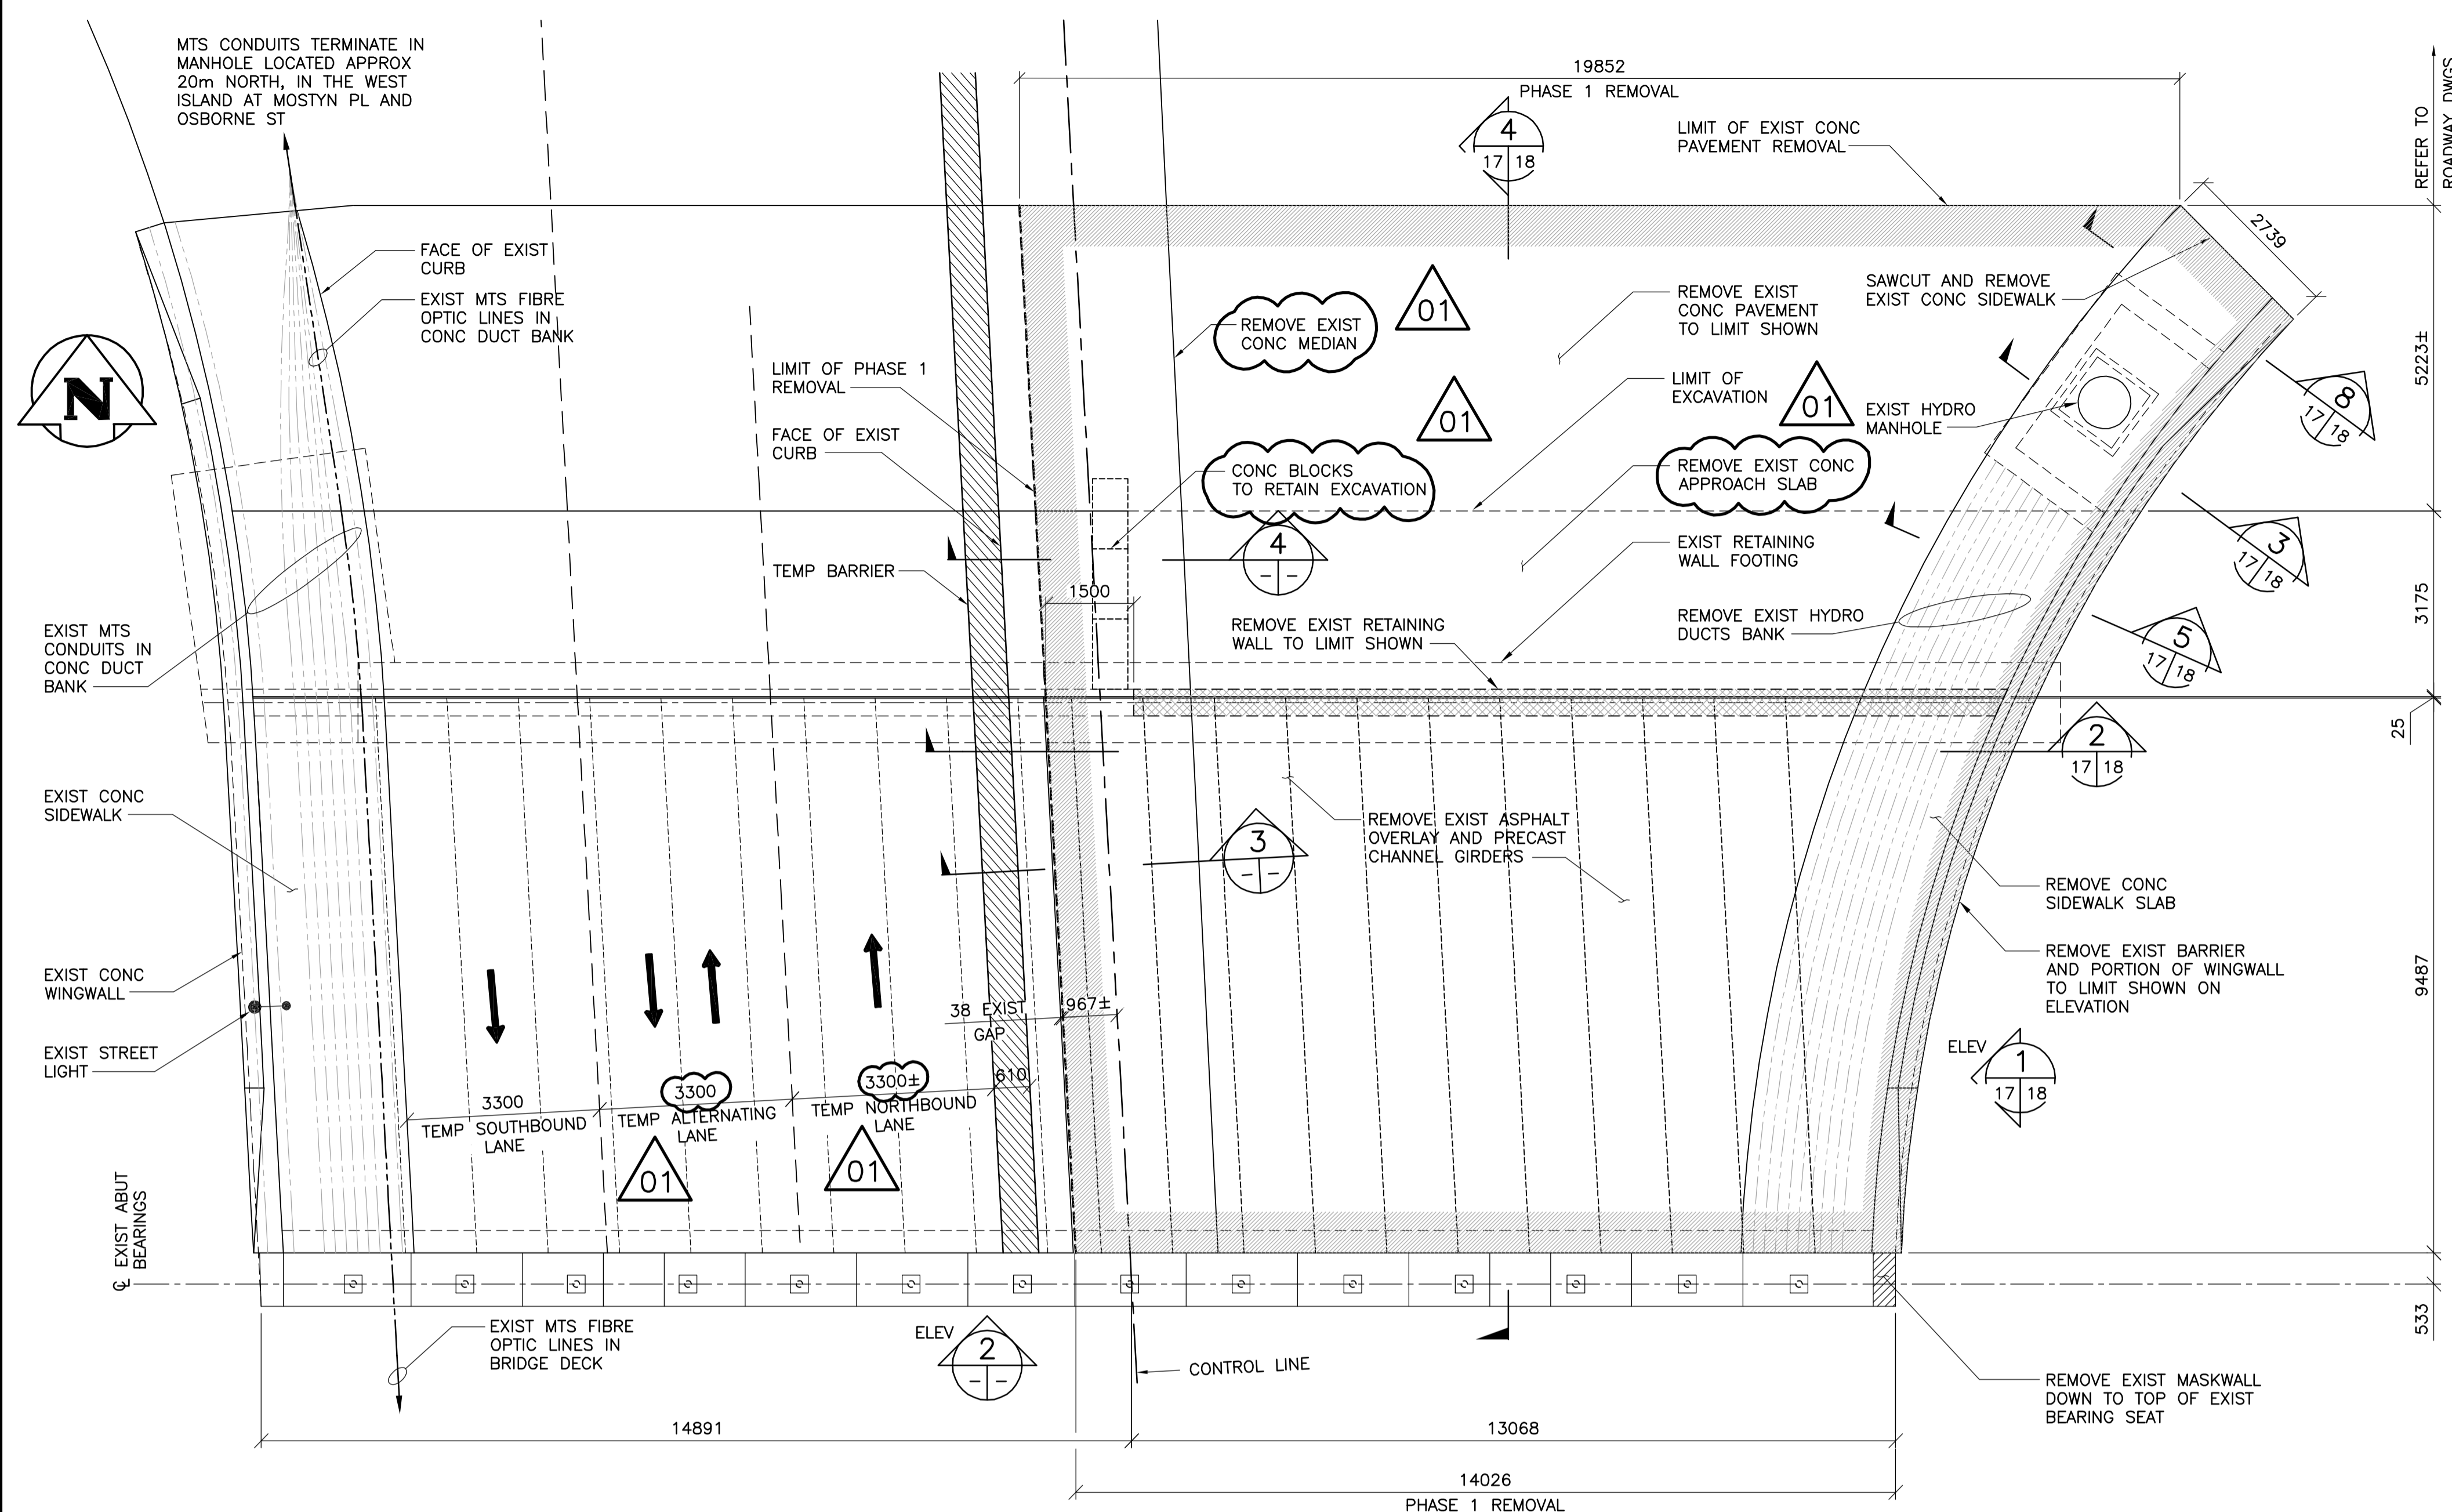 MTS CONDUITS TERMINATE IN
MANHOLE LOCATED APPROX
20m NORTH, IN THE WEST
ISLAND AT MOSTYN PL AND
OSBORNE ST
19852
PHASE 1 REMOVAL
4
17 18
LIMIT OF EXIST CONC
PAVEMENT REMOVAL
REFER TO
ROADWAY DWGS
2739
FACE OF EXIST
CURB
EXIST MTS FIBRE
OPTIC LINES IN
CONC DUCT BANK
N
REMOVE EXIST
CONC MEDIAN
01
REMOVE EXIST
CONC PAVEMENT
TO LIMIT SHOWN
SAWCUT AND REMOVE
EXIST CONC SIDEWALK
5223±
LIMIT OF PHASE 1
REMOVAL
FACE OF EXIST
CURB
01
LIMIT OF
EXCAVATION
01
EXIST HYDRO
MANHOLE
8
17 18
CONC BLOCKS
TO RETAIN EXCAVATION
REMOVE EXIST CONC
APPROACH SLAB
4
- -
TEMP BARRIER
1500
EXIST RETAINING
WALL FOOTING
3
17 18
3175
EXIST MTS
CONDUITS IN
CONC DUCT
BANK
REMOVE EXIST RETAINING
WALL TO LIMIT SHOWN
REMOVE EXIST HYDRO
DUCTS BANK
5
17 18
2
17 18
25
EXIST CONC
SIDEWALK
3
- -
REMOVE EXIST ASPHALT
OVERLAY AND PRECAST
CHANNEL GIRDERS
REMOVE CONC
SIDEWALK SLAB
EXIST CONC
WINGWALL
REMOVE EXIST BARRIER
AND PORTION OF WINGWALL
TO LIMIT SHOWN ON
ELEVATION
9487
38 EXIST
GAP
967±
EXIST STREET
LIGHT
ELEV
1
17 18
3300
TEMP SOUTHBOUND
LANE
3300
TEMP ALTERNATING
LANE
3300±
TEMP NORTHBOUND
LANE
610
01
01
℄ EXIST ABUT
BEARINGS
EXIST MTS FIBRE
OPTIC LINES IN
BRIDGE DECK
ELEV
2
- -
CONTROL LINE
533
REMOVE EXIST MASKWALL
DOWN TO TOP OF EXIST
BEARING SEAT
14891
13068
14026
PHASE 1 REMOVAL